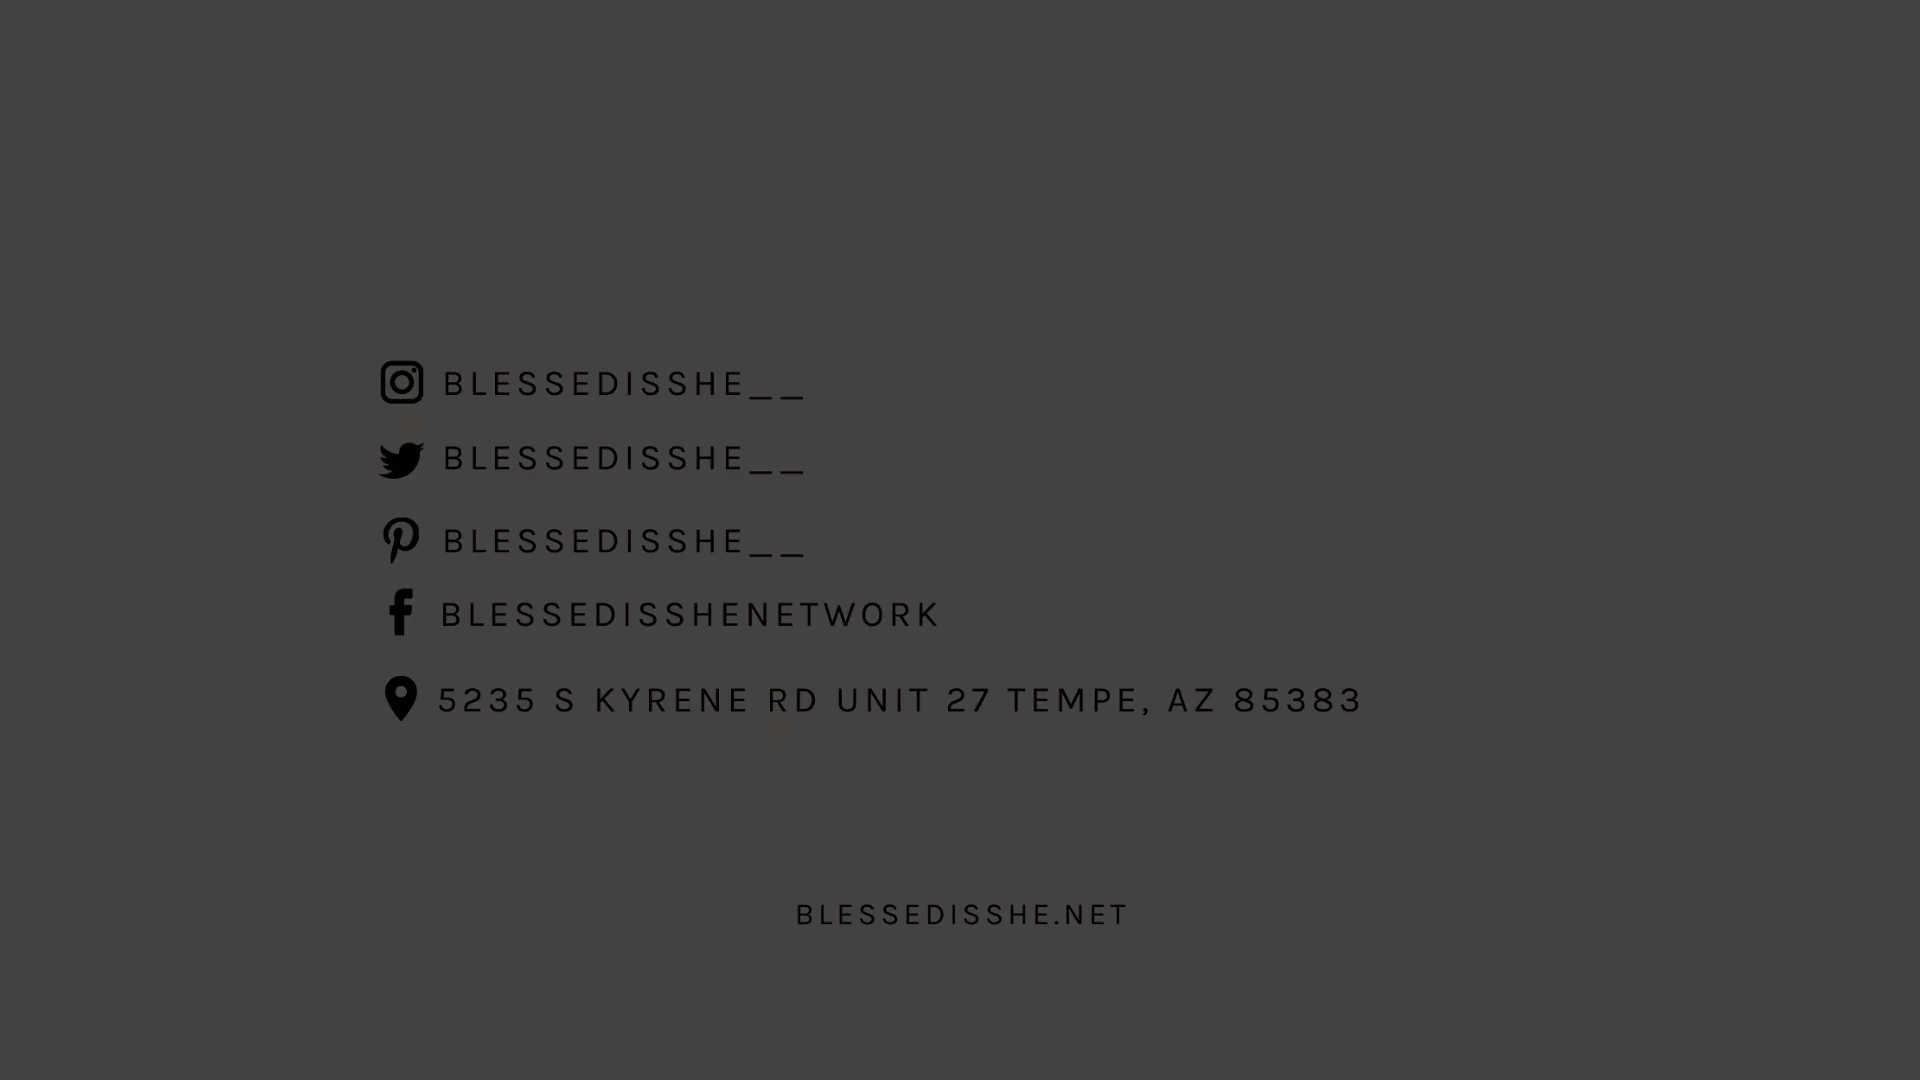 BLESSEDISSHE__
BLESSEDISSHE__
BLESSEDISSHE__
BLESSEDISSHENETWORK
5235 S KYRENE RD UNIT 27 TEMPE, AZ 85383
BLESSEDISSHE.NET